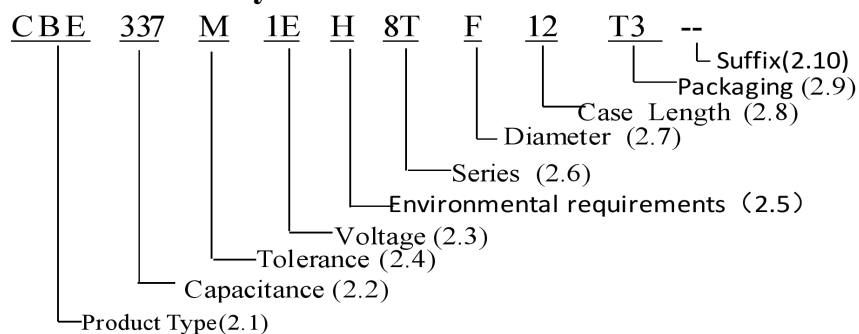 CBE 337 M 1E H 8T F 12 T3 --
Suffix(2.10)
Packaging (2.9)
Case Length (2.8)
Diameter (2.7)
Series (2.6)
Environmental requirements（2.5）
Voltage (2.3)
Tolerance (2.4)
Capacitance (2.2)
Product Type(2.1)